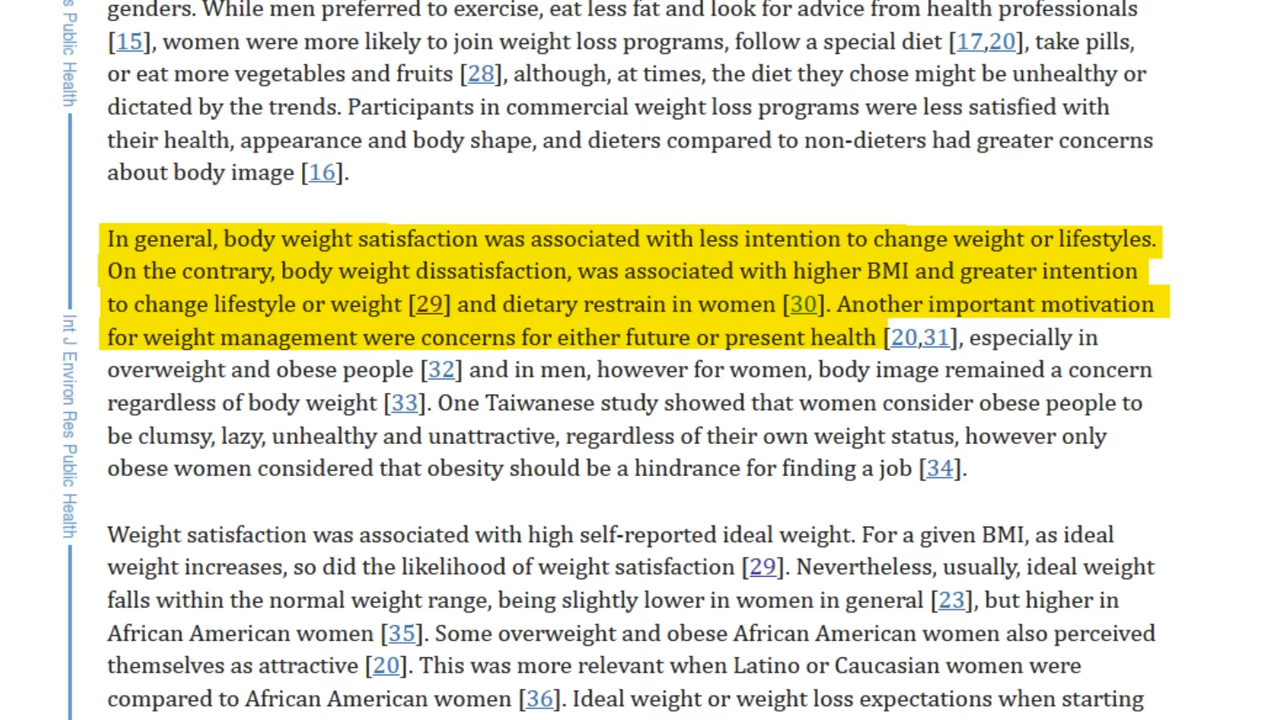 genders. While men preferred to exercise, eat less fat and look for advice from health professionals
[15], women were more likely to join weight loss programs, follow a special diet [17,20], take pills,
or eat more vegetables and fruits [28], although, at times, the diet they chose might be unhealthy or
dictated by the trends. Participants in commercial weight loss programs were less satisfied with
their health, appearance and body shape, and dieters compared to non-dieters had greater concerns
about body image [16].
In general, body weight satisfaction was associated with less intention to change weight or lifestyles.
On the contrary, body weight dissatisfaction, was associated with higher BMI and greater intention
to change lifestyle or weight [29] and dietary restrain in women [30]. Another important motivation
for weight management were concerns for either future or present health [20,31], especially in
overweight and obese people [32] and in men, however for women, body image remained a concern
regardless of body weight [33]. One Taiwanese study showed that women consider obese people to
be clumsy, lazy, unhealthy and unattractive, regardless of their own weight status, however only
obese women considered that obesity should be a hindrance for finding a job [34].
Weight satisfaction was associated with high self-reported ideal weight. For a given BMI, as ideal
weight increases, so did the likelihood of weight satisfaction [29]. Nevertheless, usually, ideal weight
falls within the normal weight range, being slightly lower in women in general [23], but higher in
African American women [35]. Some overweight and obese African American women also perceived
themselves as attractive [20]. This was more relevant when Latino or Caucasian women were
compared to African American women [36]. Ideal weight or weight loss expectations when starting
s Public Health
Int J Environ Res Public Health